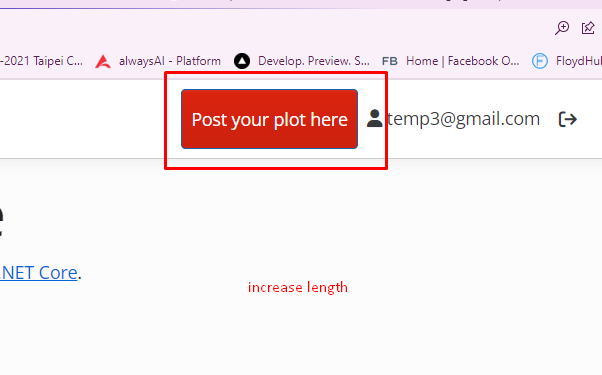 -2021 Taipei C...
alwaysAI - Platform
Develop. Preview. S...
FB Home | Facebook O...
FloydHu
Post your plot here
temp3@gmail.com
e
.NET Core.
increase length